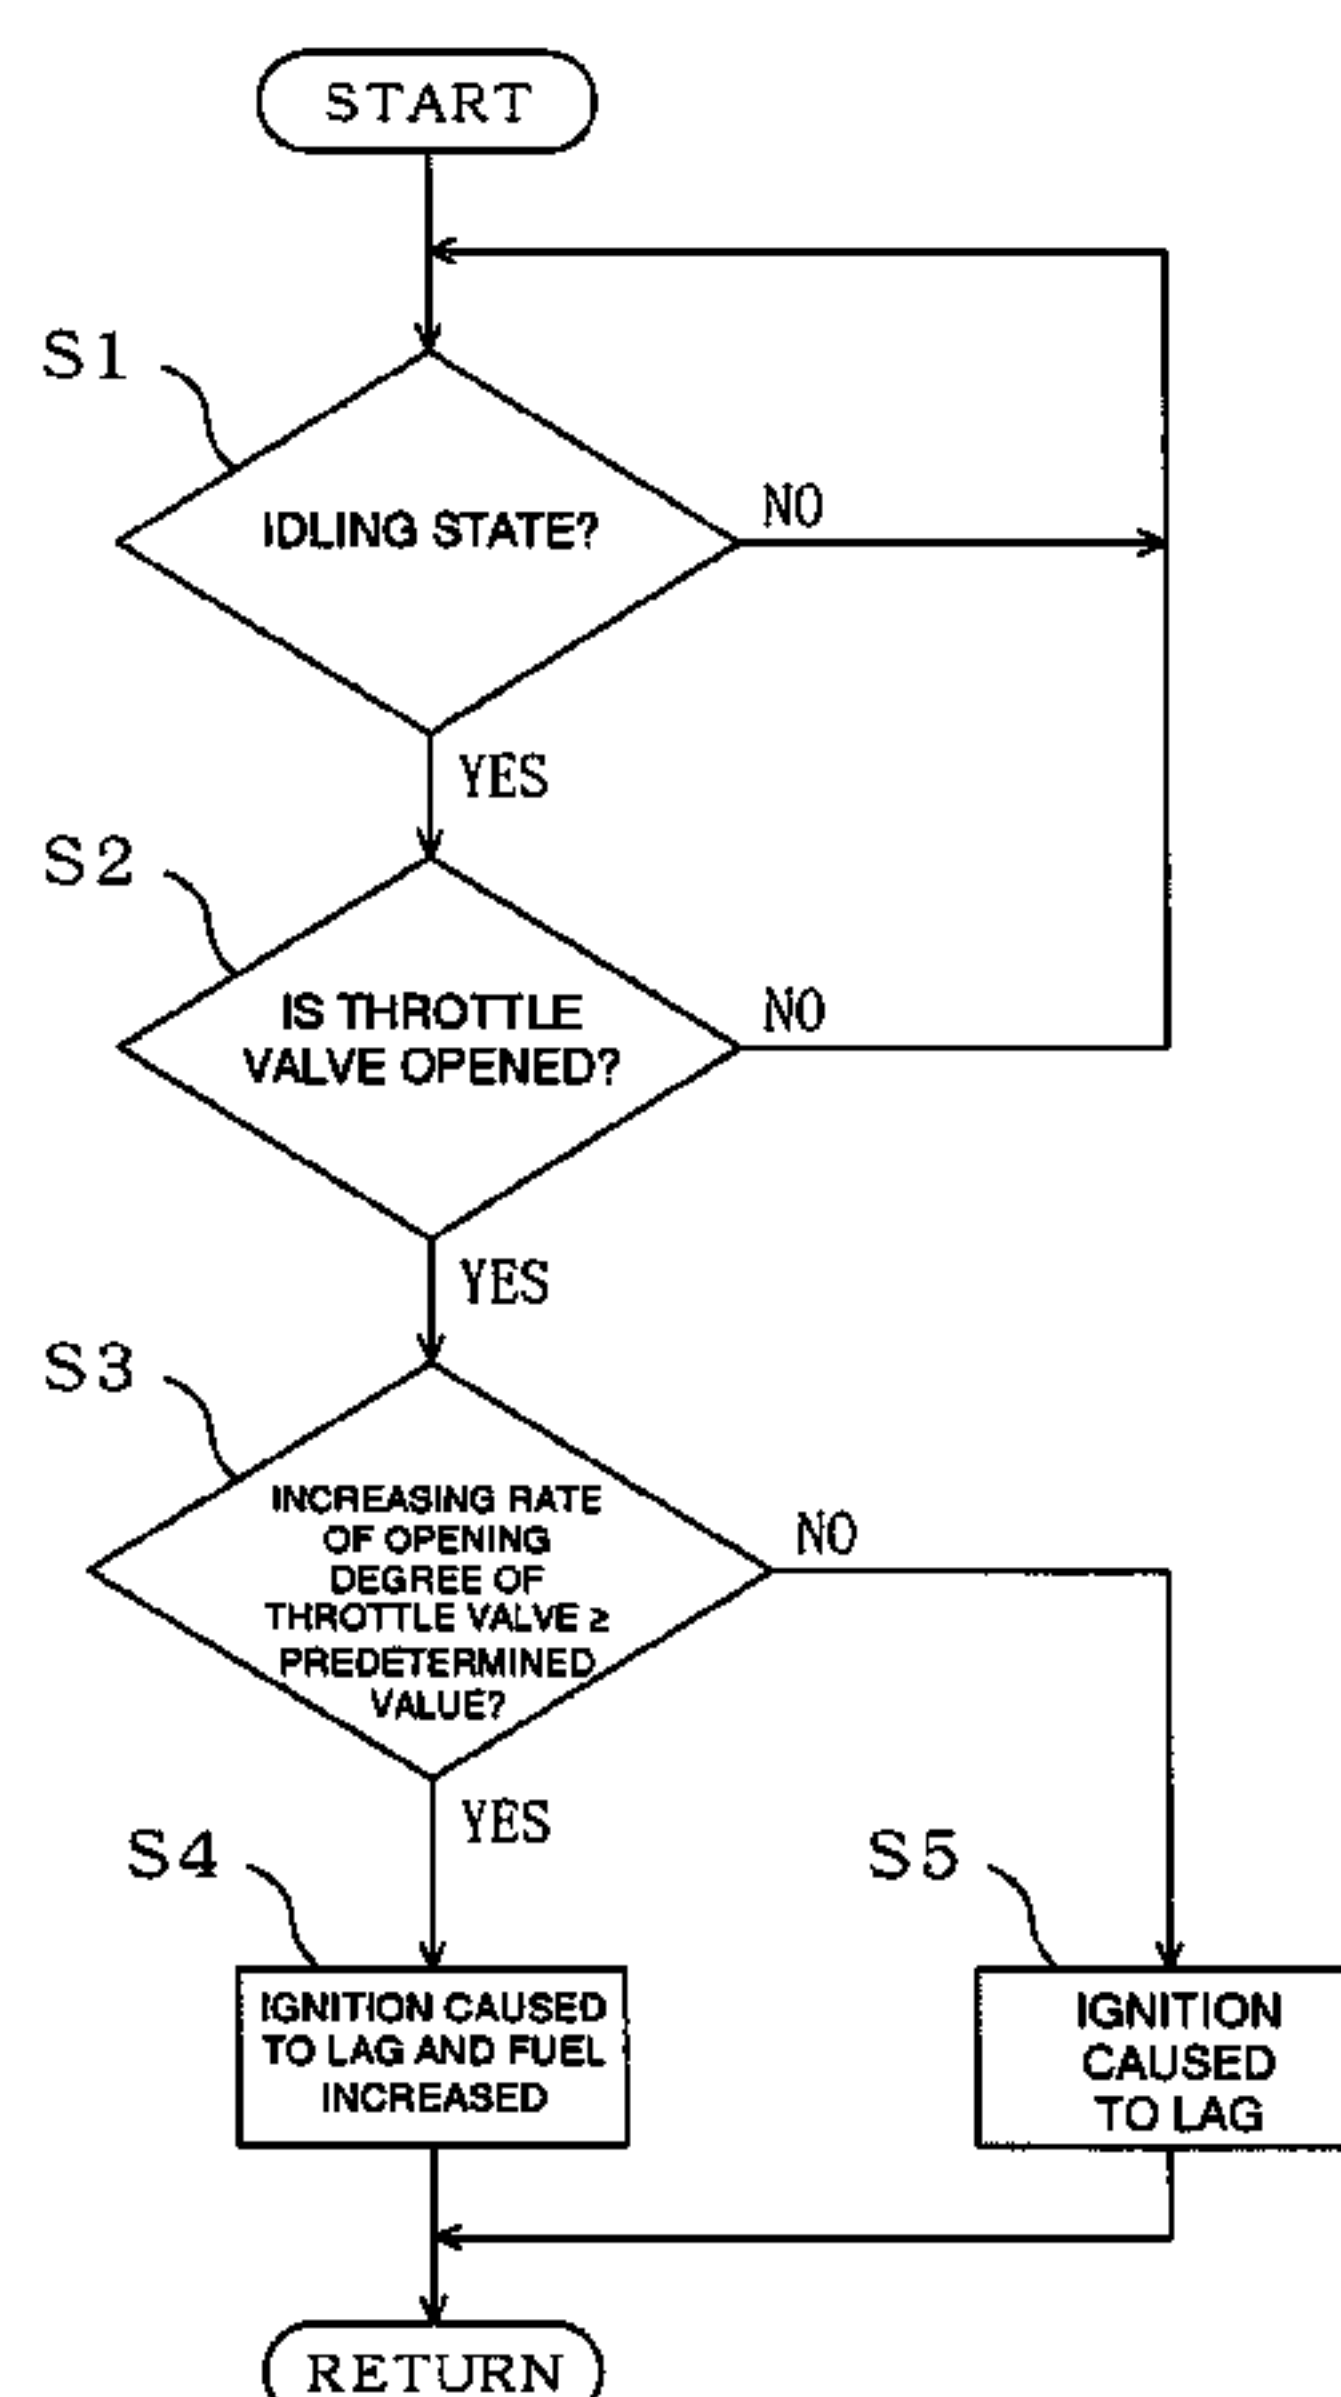 START
S1
IDLING STATE?
NO
YES
S2
IS THROTTLE
VALVE OPENED?
NO
YES
S3
INCREASING RATE
OF OPENING
DEGREE OF
THROTTLE VALVE ≥
PREDETERMINED
VALUE?
NO
YES
S4
IGNITION CAUSED
TO LAG AND FUEL
INCREASED
S5
IGNITION
CAUSED
TO LAG
RETURN